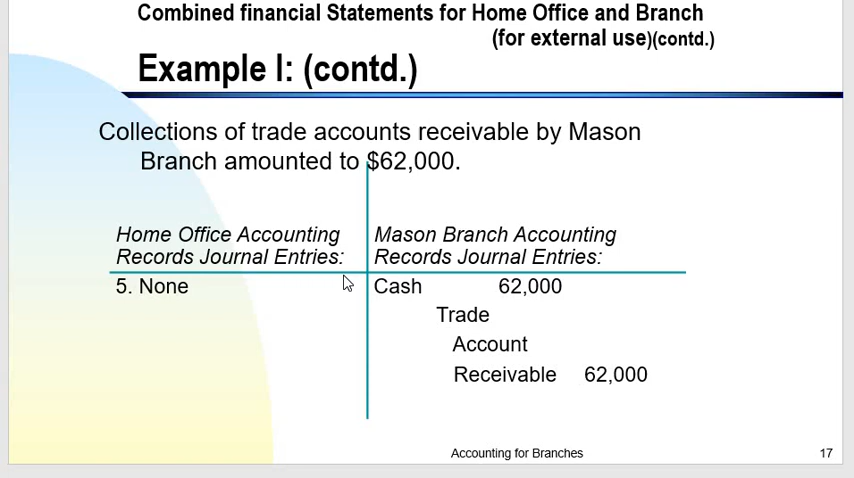 Combined financial Statements for Home Office and Branch
(for external use)(contd.)
Example I: (contd.)
Collections of trade accounts receivable by Mason
Branch amounted to $62,000.
Home Office Accounting
Records Journal Entries:
5. None
Mason Branch Accounting
Records Journal Entries:
Cash 62,000
Trade
Account
Receivable 62,000
Accounting for Branches
17